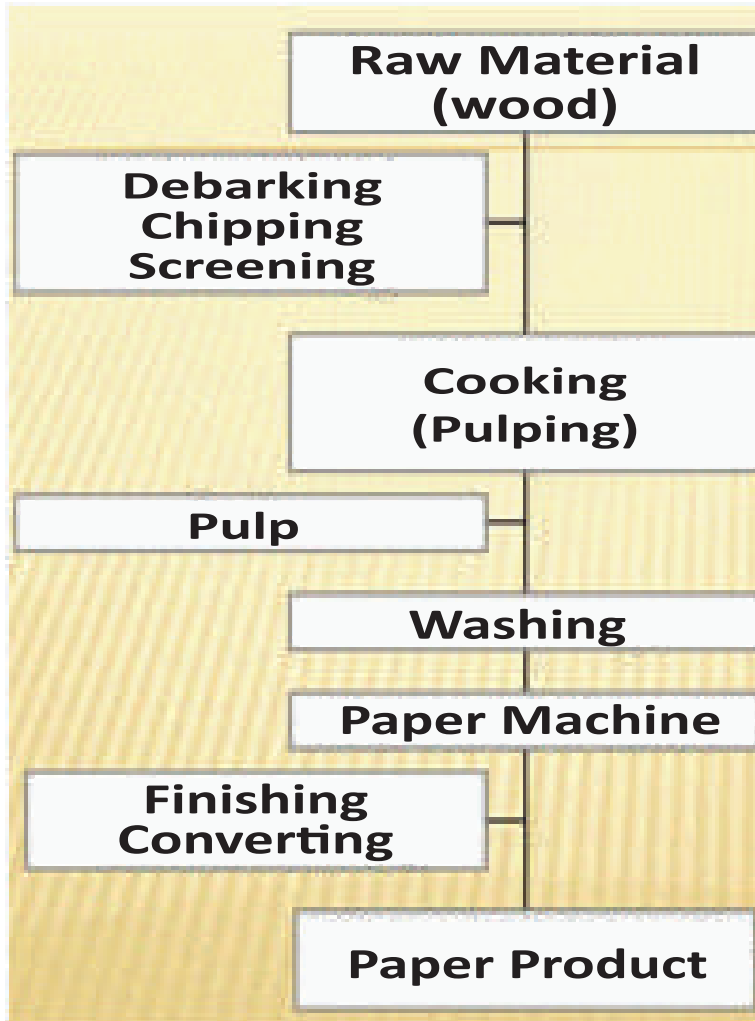 Raw Material
(wood)
Debarking
Chipping
Screening
Cooking
(Pulping)
Pulp
Washing
Paper Machine
Finishing
Converting
Paper Product